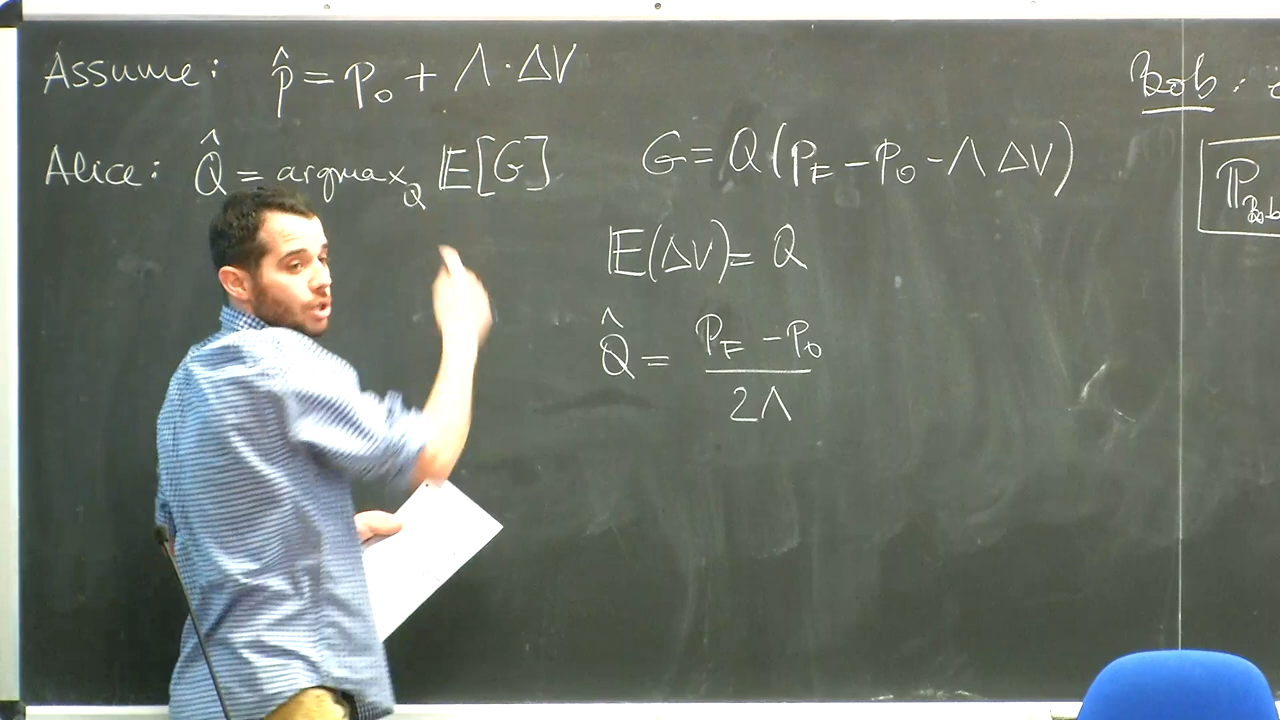 Assume: p̂ = p₀ + Λ · ΔV
Alice: Q̂ = argmax_Q 𝔼[G] G = Q(p_F − p₀ − Λ ΔV)
𝔼(ΔV) = Q
Q̂ = (p_F − p₀) / 2Λ
Bob:
ℙ_Bob